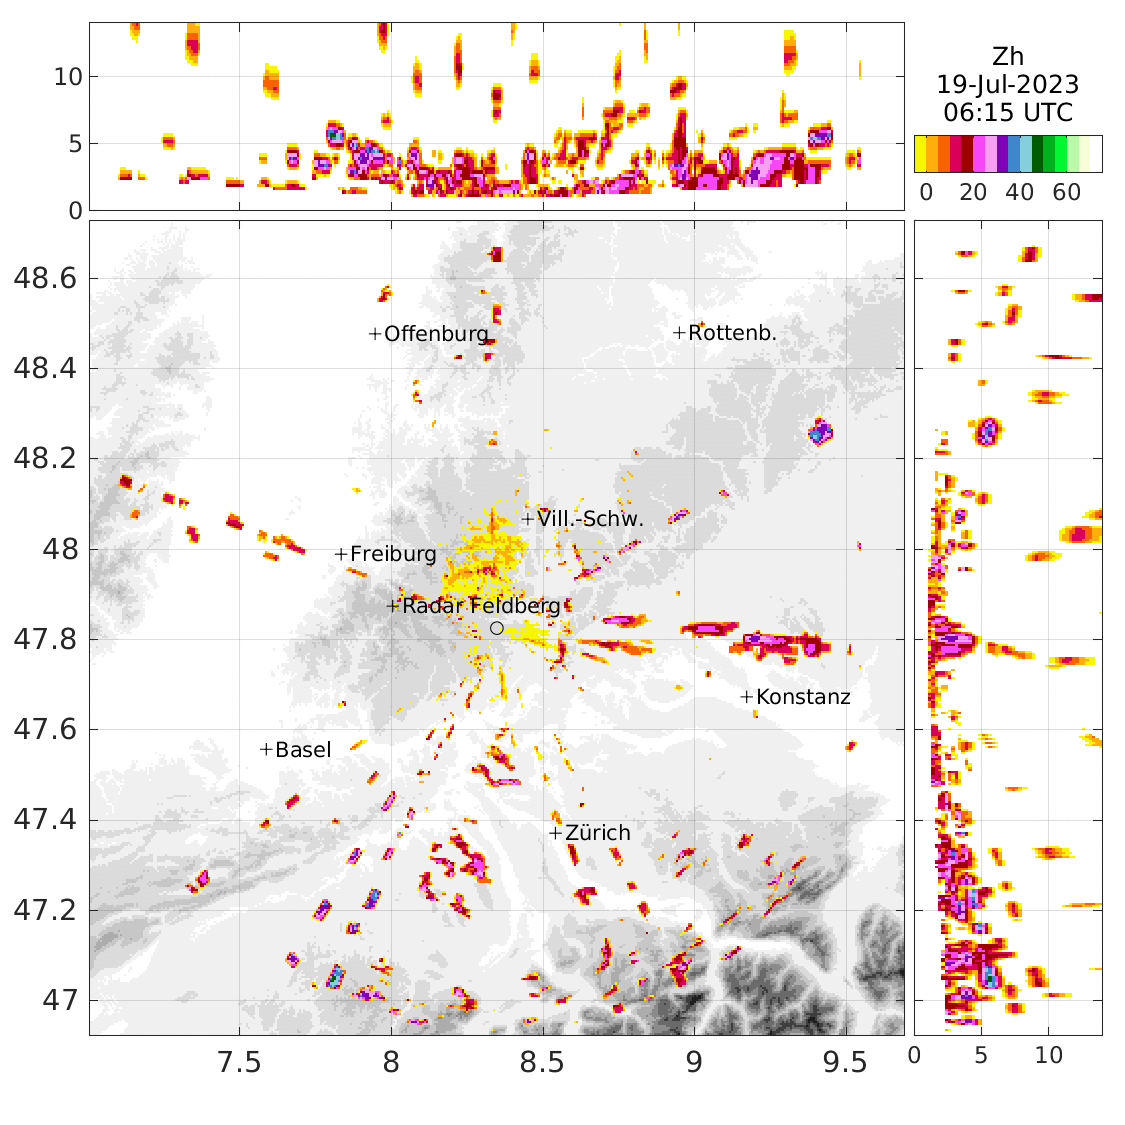 10
5
0
Zh
19-Jul-2023
06:15 UTC
0 20 40 60
48.6
48.4
48.2
48
47.8
47.6
47.4
47.2
47
+Offenburg
+Rottenb.
+Vill.-Schw.
+Freiburg
+Radar Feldberg
+Konstanz
+Basel
+Zürich
7.5 8 8.5 9 9.5
0 5 10